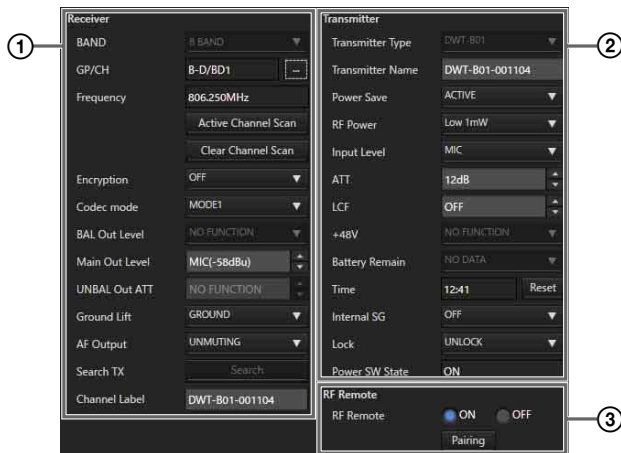 Receiver
① BAND B BAND
GP/CH B-D/BD1 ...
Frequency 806.250MHz
Active Channel Scan
Clear Channel Scan
Encryption OFF
Codec mode MODE1
BAL Out Level NO FUNCTION
Main Out Level MIC(-58dBu)
UNBAL Out ATT NO FUNCTION
Ground Lift GROUND
AF Output UNMUTING
Search TX Search
Channel Label DWT-B01-001104
Transmitter
Transmitter Type DWT-B01 ②
Transmitter Name DWT-B01-001104
Power Save ACTIVE
RF Power Low 1mW
Input Level MIC
ATT 12dB
LCF OFF
+48V NO FUNCTION
Battery Remain NO DATA
Time 12:41 Reset
Internal SG OFF
Lock UNLOCK
Power SW State ON
RF Remote
RF Remote ON OFF ③
Pairing